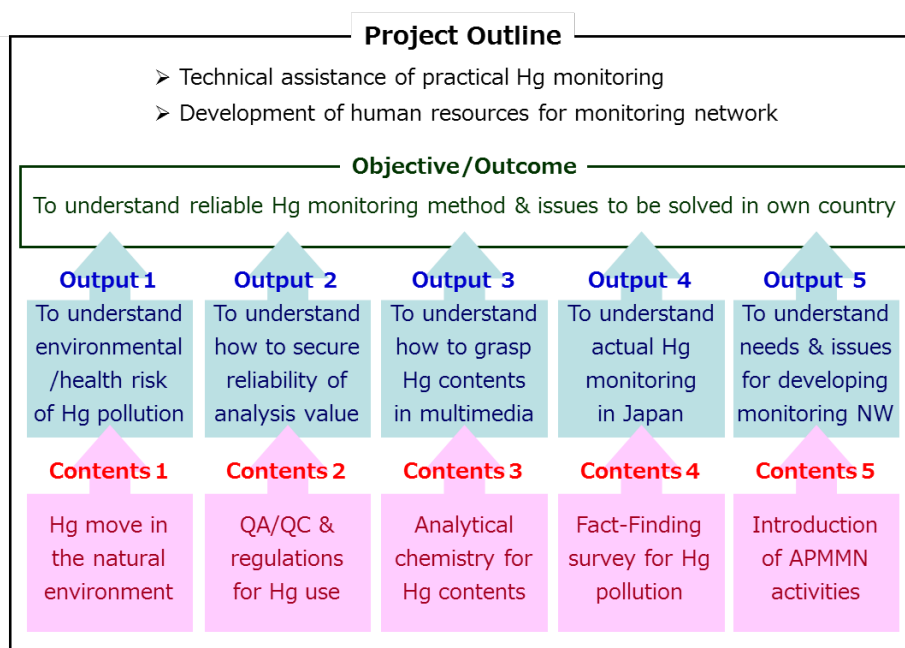 Project Outline
➢ Technical assistance of practical Hg monitoring
➢ Development of human resources for monitoring network
Objective/Outcome
To understand reliable Hg monitoring method & issues to be solved in own country
Output 1
To understand
environmental
/health risk
of Hg pollution
Output 2
To understand
how to secure
reliability of
analysis value
Output 3
To understand
how to grasp
Hg contents
in multimedia
Output 4
To understand
actual Hg
monitoring
in Japan
Output 5
To understand
needs & issues
for developing
monitoring NW
Contents 1
Hg move in
the natural
environment
Contents 2
QA/QC &
regulations
for Hg use
Contents 3
Analytical
chemistry for
Hg contents
Contents 4
Fact-Finding
survey for Hg
pollution
Contents 5
Introduction
of APMMN
activities